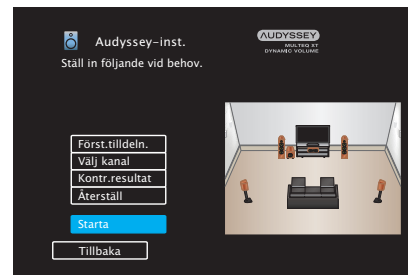 Audyssey-inst.
AUDYSSEY
MULTEQ XT
DYNAMIC VOLUME
Ställ in följande vid behov.
Först.tilldeln.
Välj kanal
Kontr.resultat
Återställ
Starta
Tillbaka